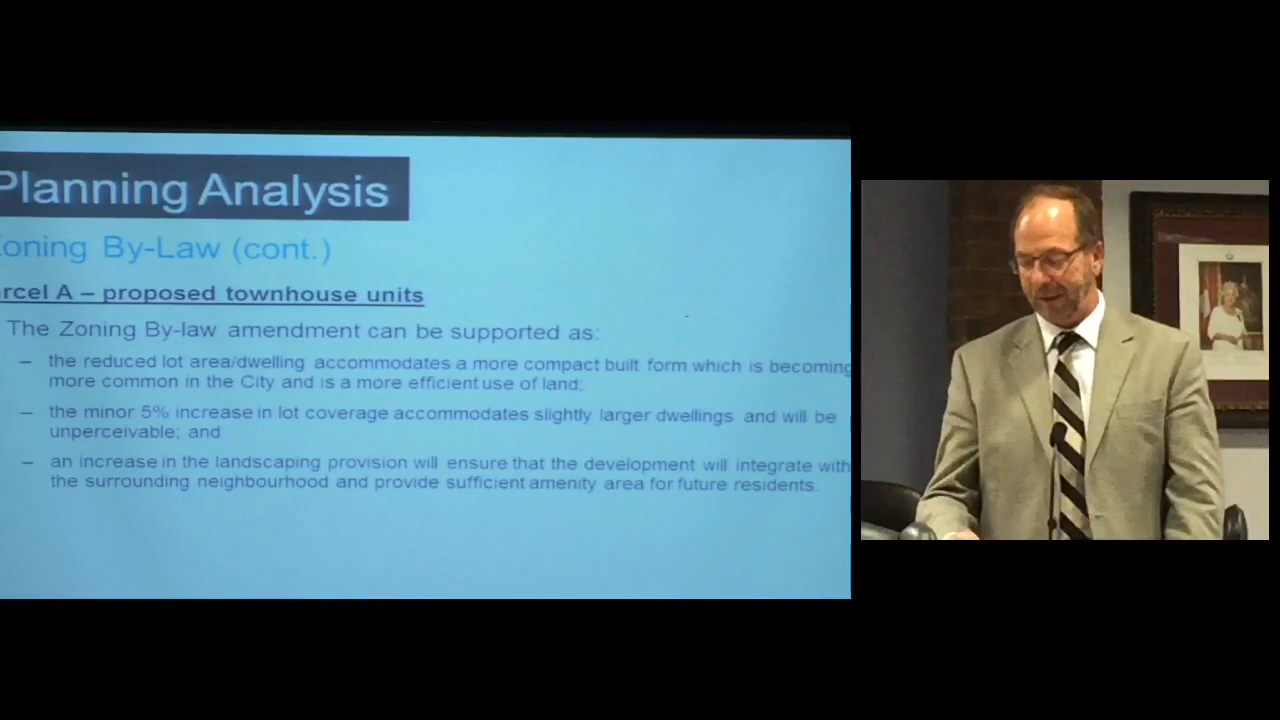 Planning Analysis
oning By-Law (cont.)
rcel A – proposed townhouse units
The Zoning By-law amendment can be supported as:
– the reduced lot area/dwelling accommodates a more compact built form which is becoming
more common in the City and is a more efficient use of land;
– the minor 5% increase in lot coverage accommodates slightly larger dwellings and will be
unperceivable; and
– an increase in the landscaping provision will ensure that the development will integrate with
the surrounding neighbourhood and provide sufficient amenity area for future residents.